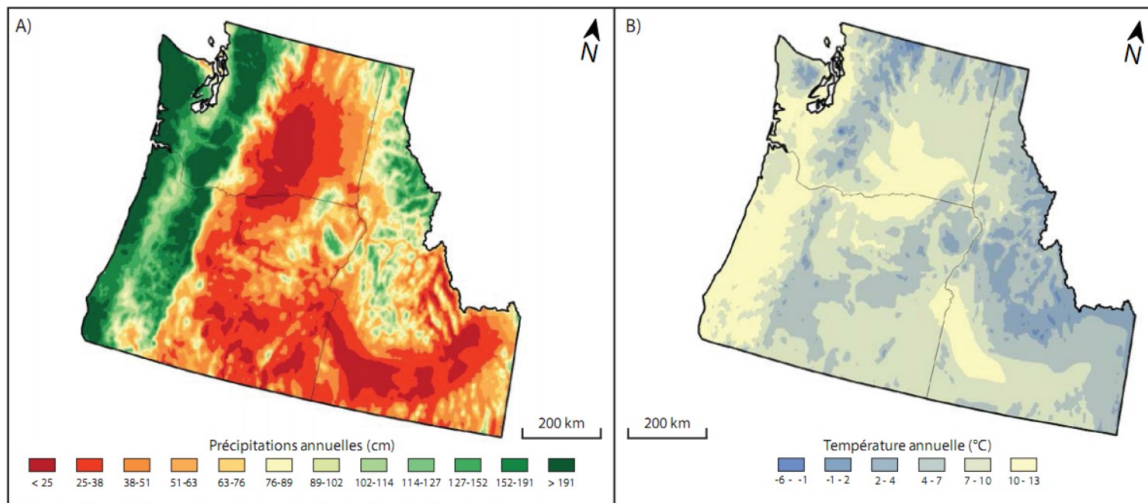 A)
N
200 km
Précipitations annuelles (cm)
< 25 25-38 38-51 51-63 63-76 76-89 89-102 102-114 114-127 127-152 152-191 > 191
B)
N
200 km
Température annuelle (°C)
-6 - -1 -1 - 2 2 - 4 4 - 7 7 - 10 10 - 13